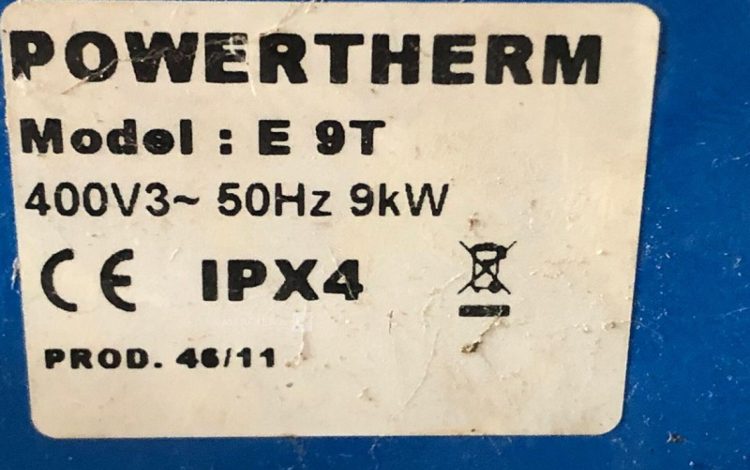 POWERTHERM
Model : E 9T
400V3~ 50Hz 9kW
CE IPX4
PROD. 46/11